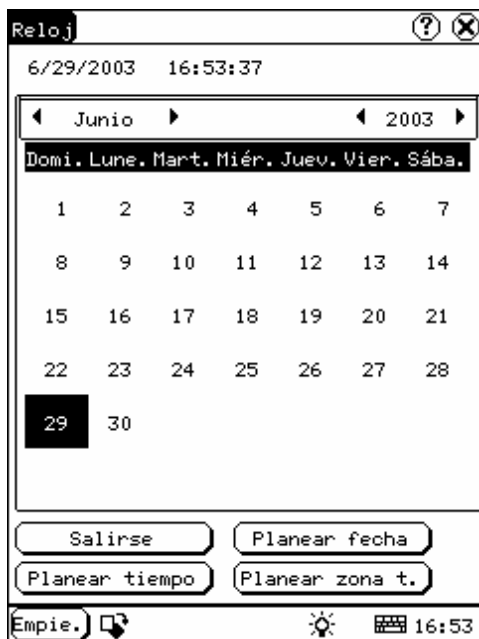 Reloj
6/29/2003 16:53:37
Junio 2003
Domi. Lune. Mart. Miér. Juev. Vier. Sába.
1 2 3 4 5 6 7
8 9 10 11 12 13 14
15 16 17 18 19 20 21
22 23 24 25 26 27 28
29 30
Salirse Planear fecha
Planear tiempo Planear zona t.
Empie. 16:53